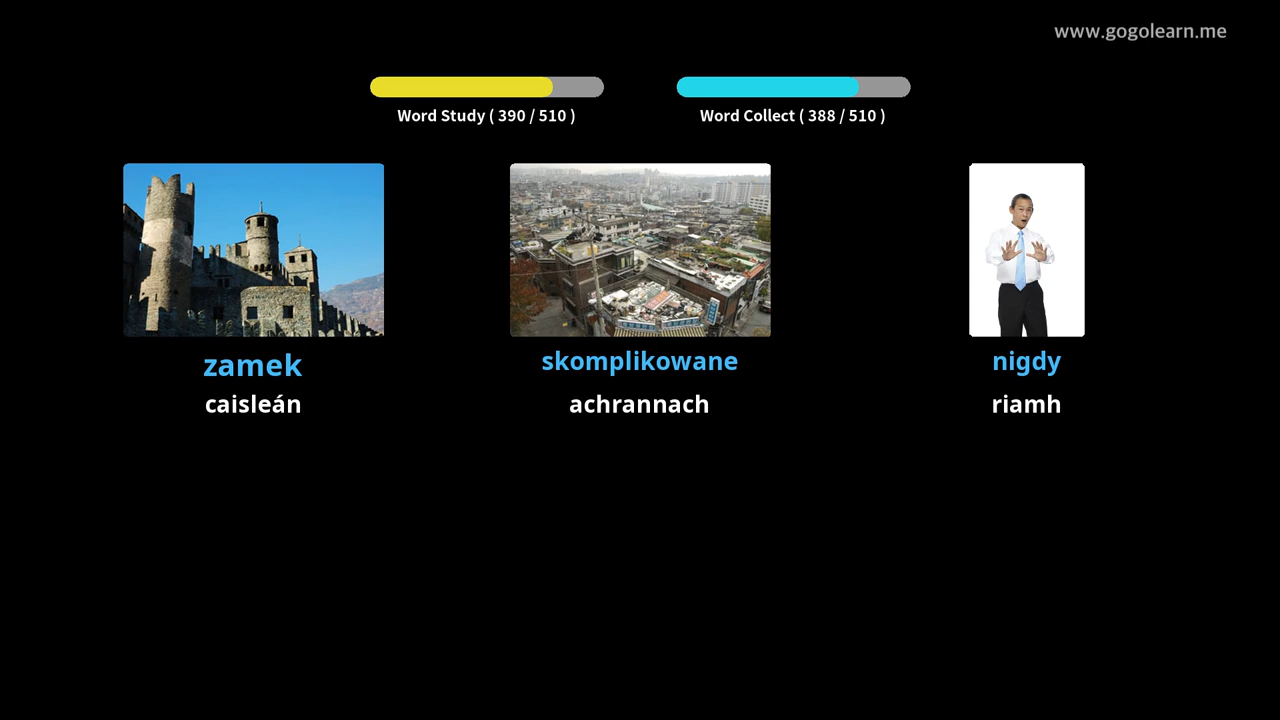 www.gogolearn.me
Word Study ( 390 / 510 )
Word Collect ( 388 / 510 )
zamek
caisleán
skomplikowane
achrannach
nigdy
riamh